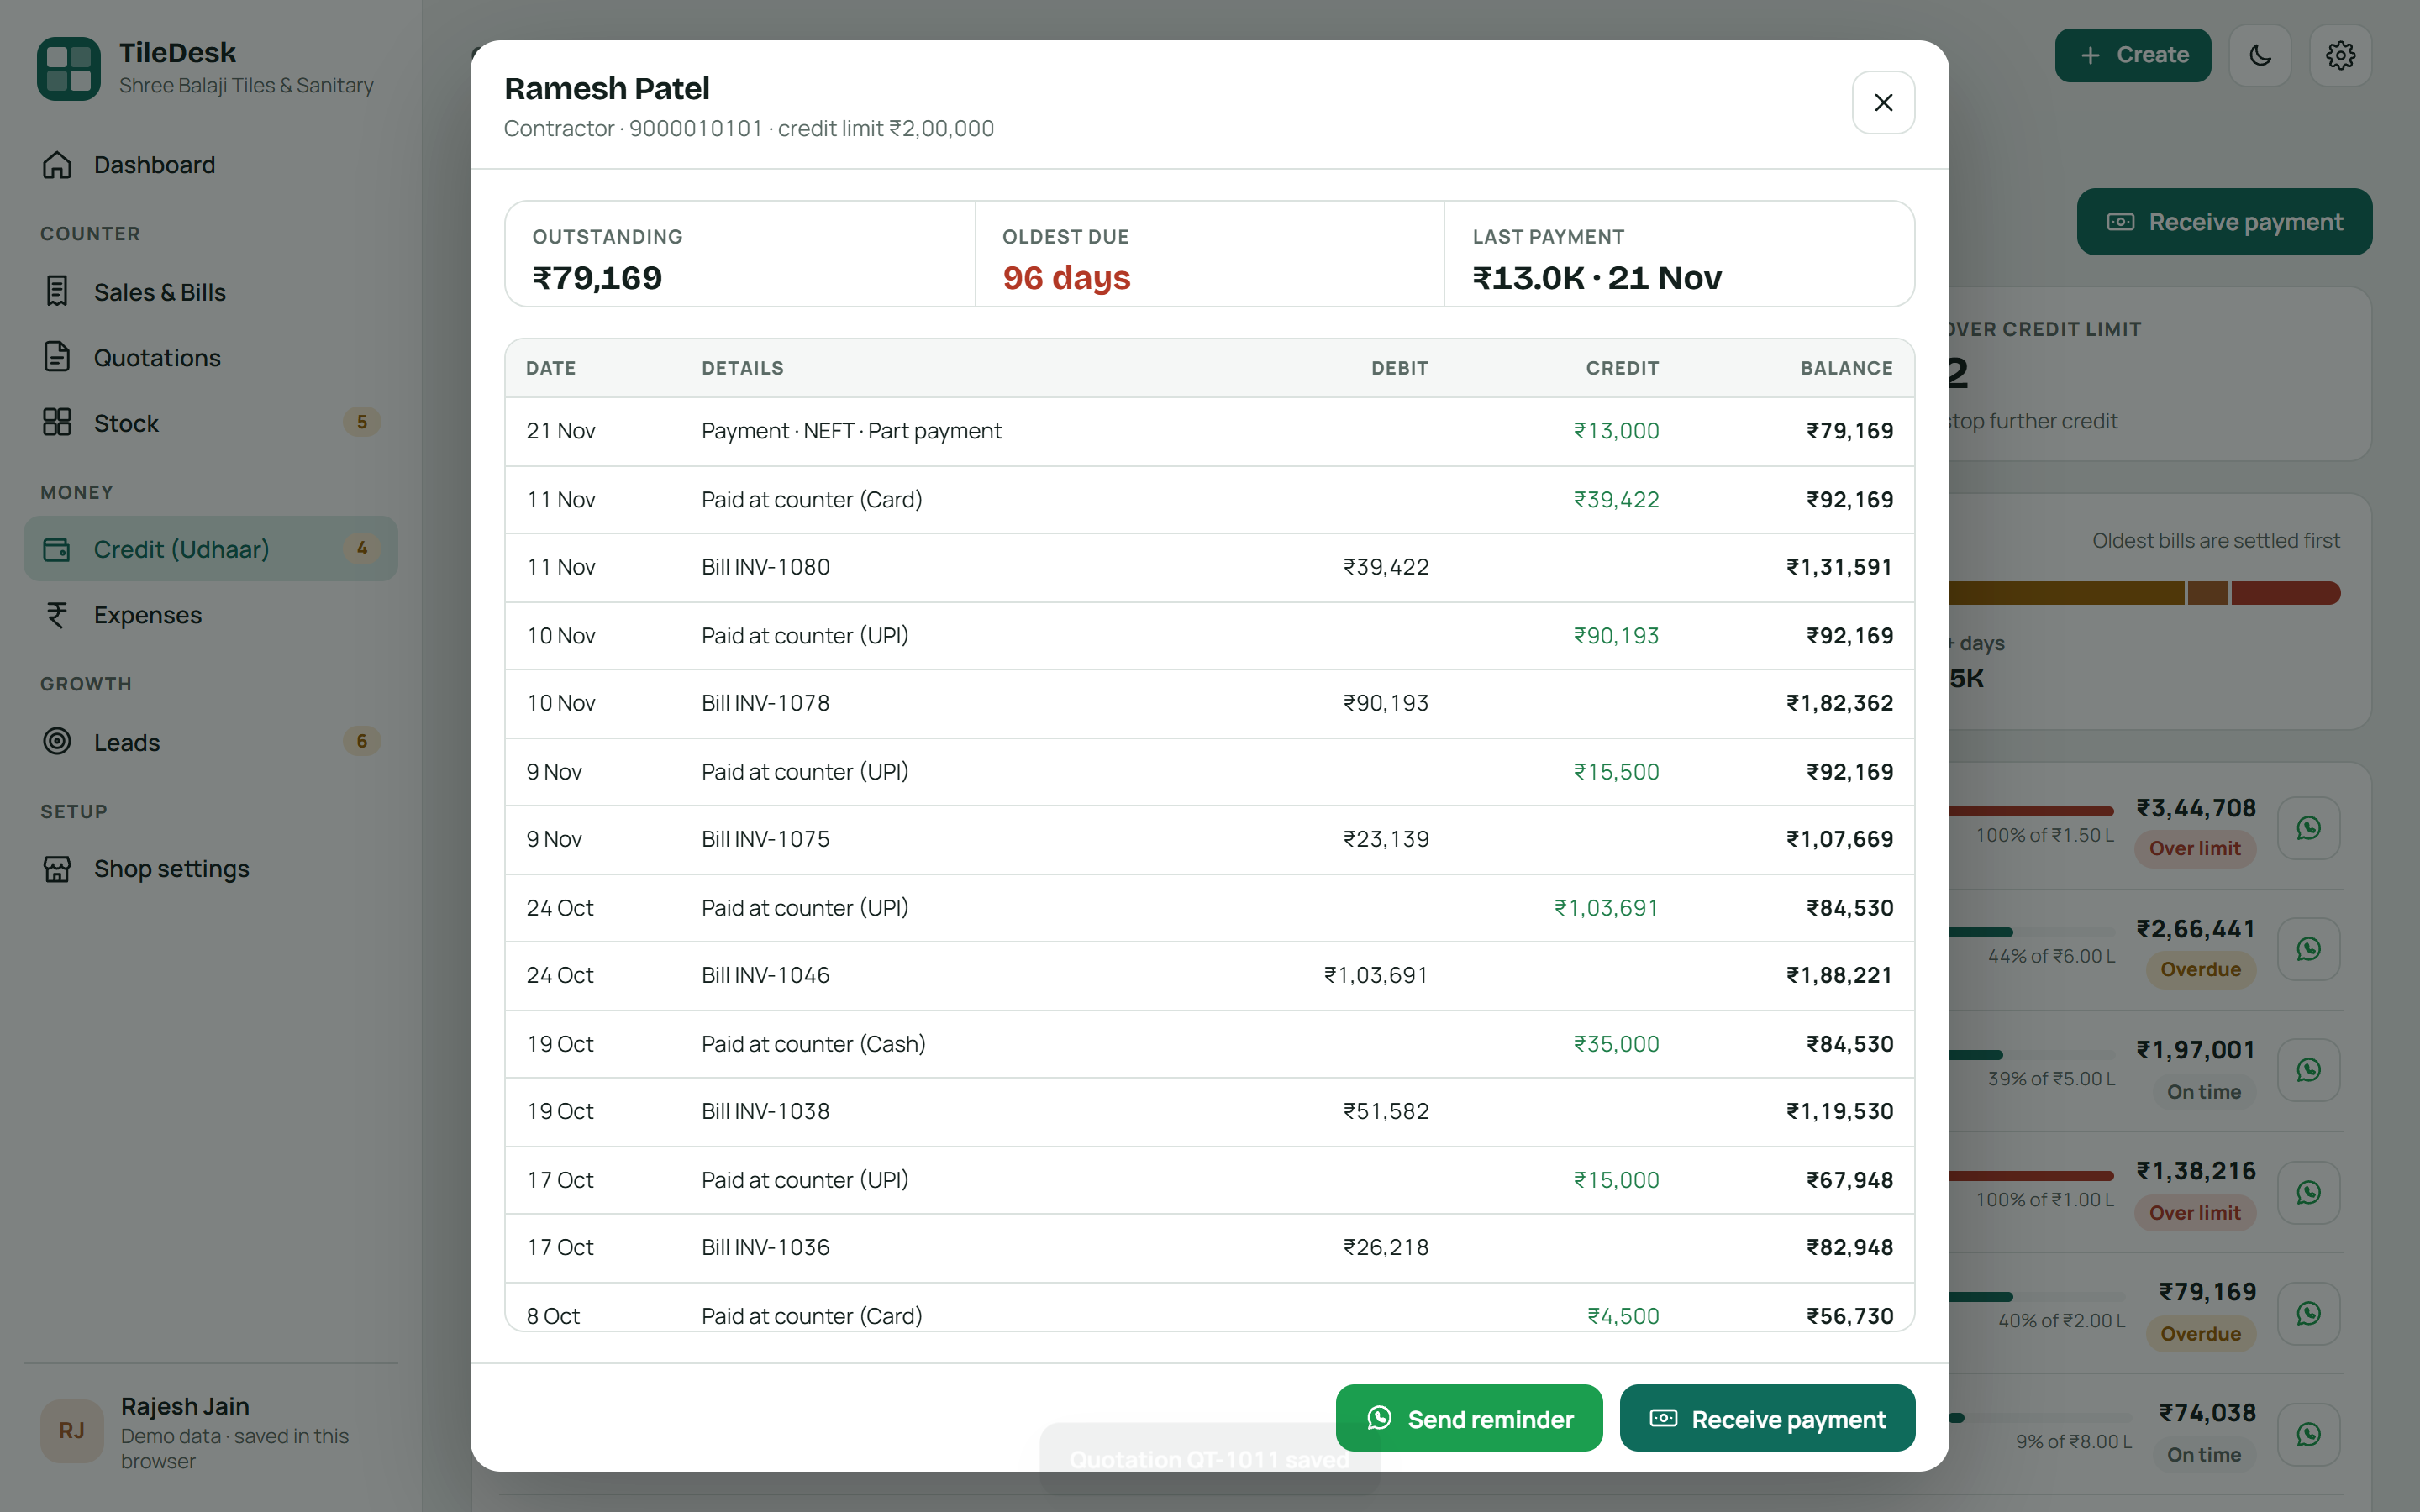 TileDesk
Shree Balaji Tiles & Sanitary
Dashboard
COUNTER
Sales & Bills
Quotations
Stock 5
MONEY
Credit (Udhaar) 4
Expenses
GROWTH
Leads 6
SETUP
Shop settings
RJ
Rajesh Jain
Demo data · saved in this
browser
Create
Receive payment
OVER CREDIT LIMIT
2
stop further credit
Oldest bills are settled first
days
5K
₹3,44,708
100% of ₹1.50 L
Over limit
₹2,66,441
44% of ₹6.00 L
Overdue
₹1,97,001
39% of ₹5.00 L
On time
₹1,38,216
100% of ₹1.00 L
Over limit
₹79,169
40% of ₹2.00 L
Overdue
₹74,038
9% of ₹8.00 L
On time
Ramesh Patel
Contractor · 9000010101 · credit limit ₹2,00,000
OUTSTANDING
₹79,169
OLDEST DUE
96 days
LAST PAYMENT
₹13.0K · 21 Nov
DATE DETAILS DEBIT CREDIT BALANCE
21 Nov Payment · NEFT · Part payment ₹13,000 ₹79,169
11 Nov Paid at counter (Card) ₹39,422 ₹92,169
11 Nov Bill INV-1080 ₹39,422 ₹1,31,591
10 Nov Paid at counter (UPI) ₹90,193 ₹92,169
10 Nov Bill INV-1078 ₹90,193 ₹1,82,362
9 Nov Paid at counter (UPI) ₹15,500 ₹92,169
9 Nov Bill INV-1075 ₹23,139 ₹1,07,669
24 Oct Paid at counter (UPI) ₹1,03,691 ₹84,530
24 Oct Bill INV-1046 ₹1,03,691 ₹1,88,221
19 Oct Paid at counter (Cash) ₹35,000 ₹84,530
19 Oct Bill INV-1038 ₹51,582 ₹1,19,530
17 Oct Paid at counter (UPI) ₹15,000 ₹67,948
17 Oct Bill INV-1036 ₹26,218 ₹82,948
8 Oct Paid at counter (Card) ₹4,500 ₹56,730
Send reminder
Receive payment
Quotation QT-1011 saved